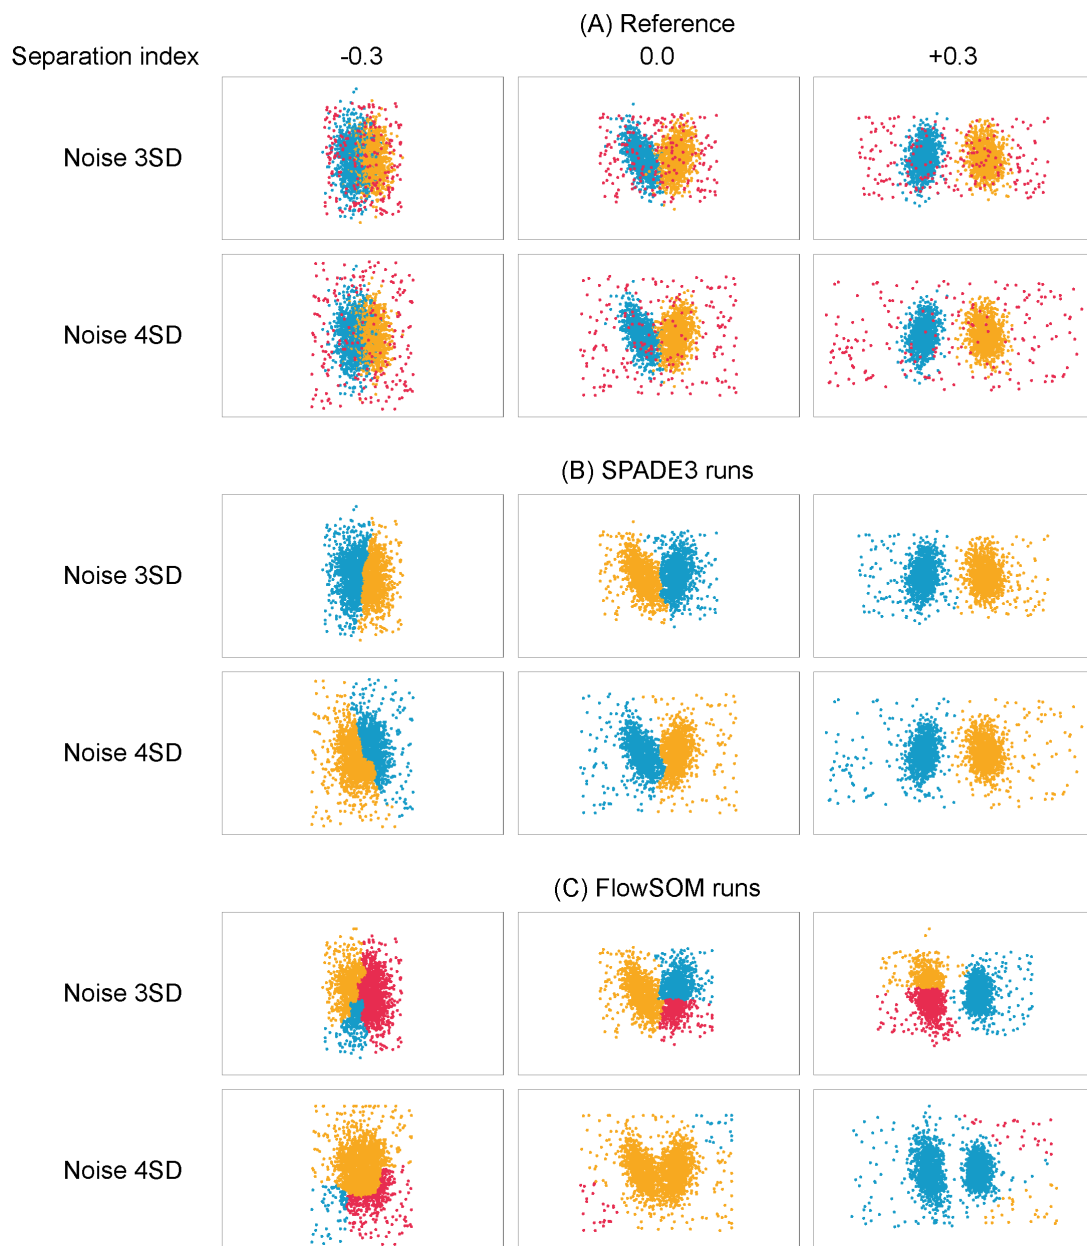 (A) Reference
Separation index -0.3 0.0 +0.3
Noise 3SD
Noise 4SD
(B) SPADE3 runs
Noise 3SD
Noise 4SD
(C) FlowSOM runs
Noise 3SD
Noise 4SD